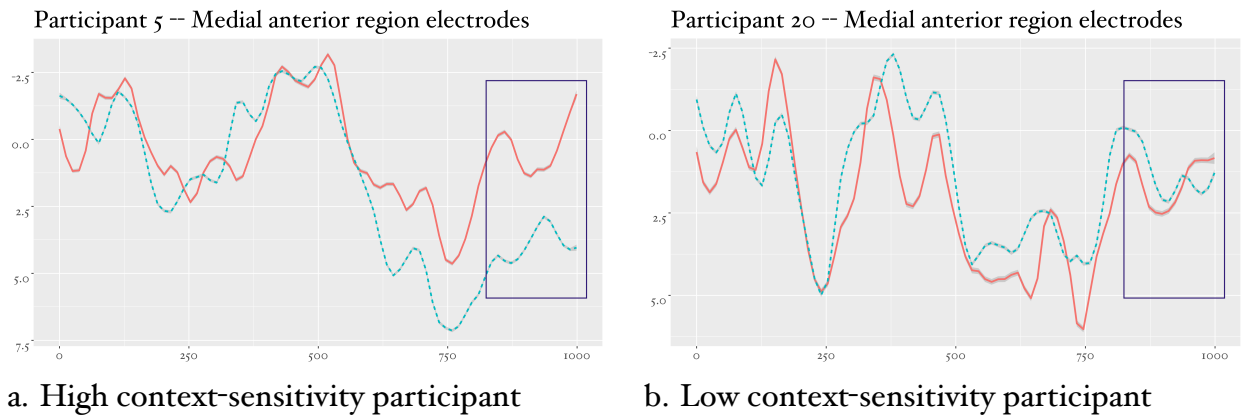 Participant 5 -- Medial anterior region electrodes
-2.5
0.0
2.5
5.0
7.5
0 250 500 750 1000
a. High context-sensitivity participant
Participant 20 -- Medial anterior region electrodes
-2.5
0.0
2.5
5.0
0 250 500 750 1000
b. Low context-sensitivity participant